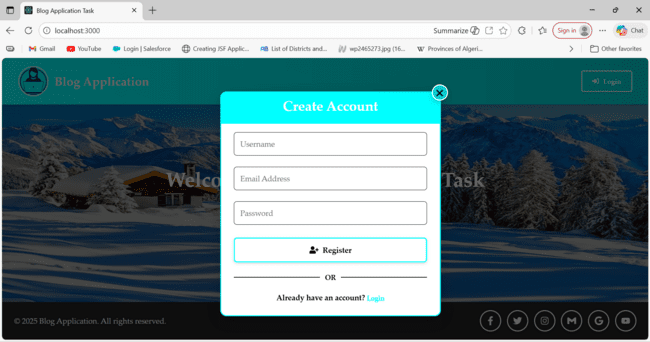 Blog Application Task
localhost:3000
Summarize
Sign in
Chat
Gmail
YouTube
Login | Salesforce
Creating JSF Applic...
List of Districts and...
wp2465273.jpg (16...
Provinces of Algeri...
Other favorites
Blog Application
Login
Create Account
Username
Email Address
Password
Register
OR
Already have an account? Login
Task
© 2025 Blog Application. All rights reserved.